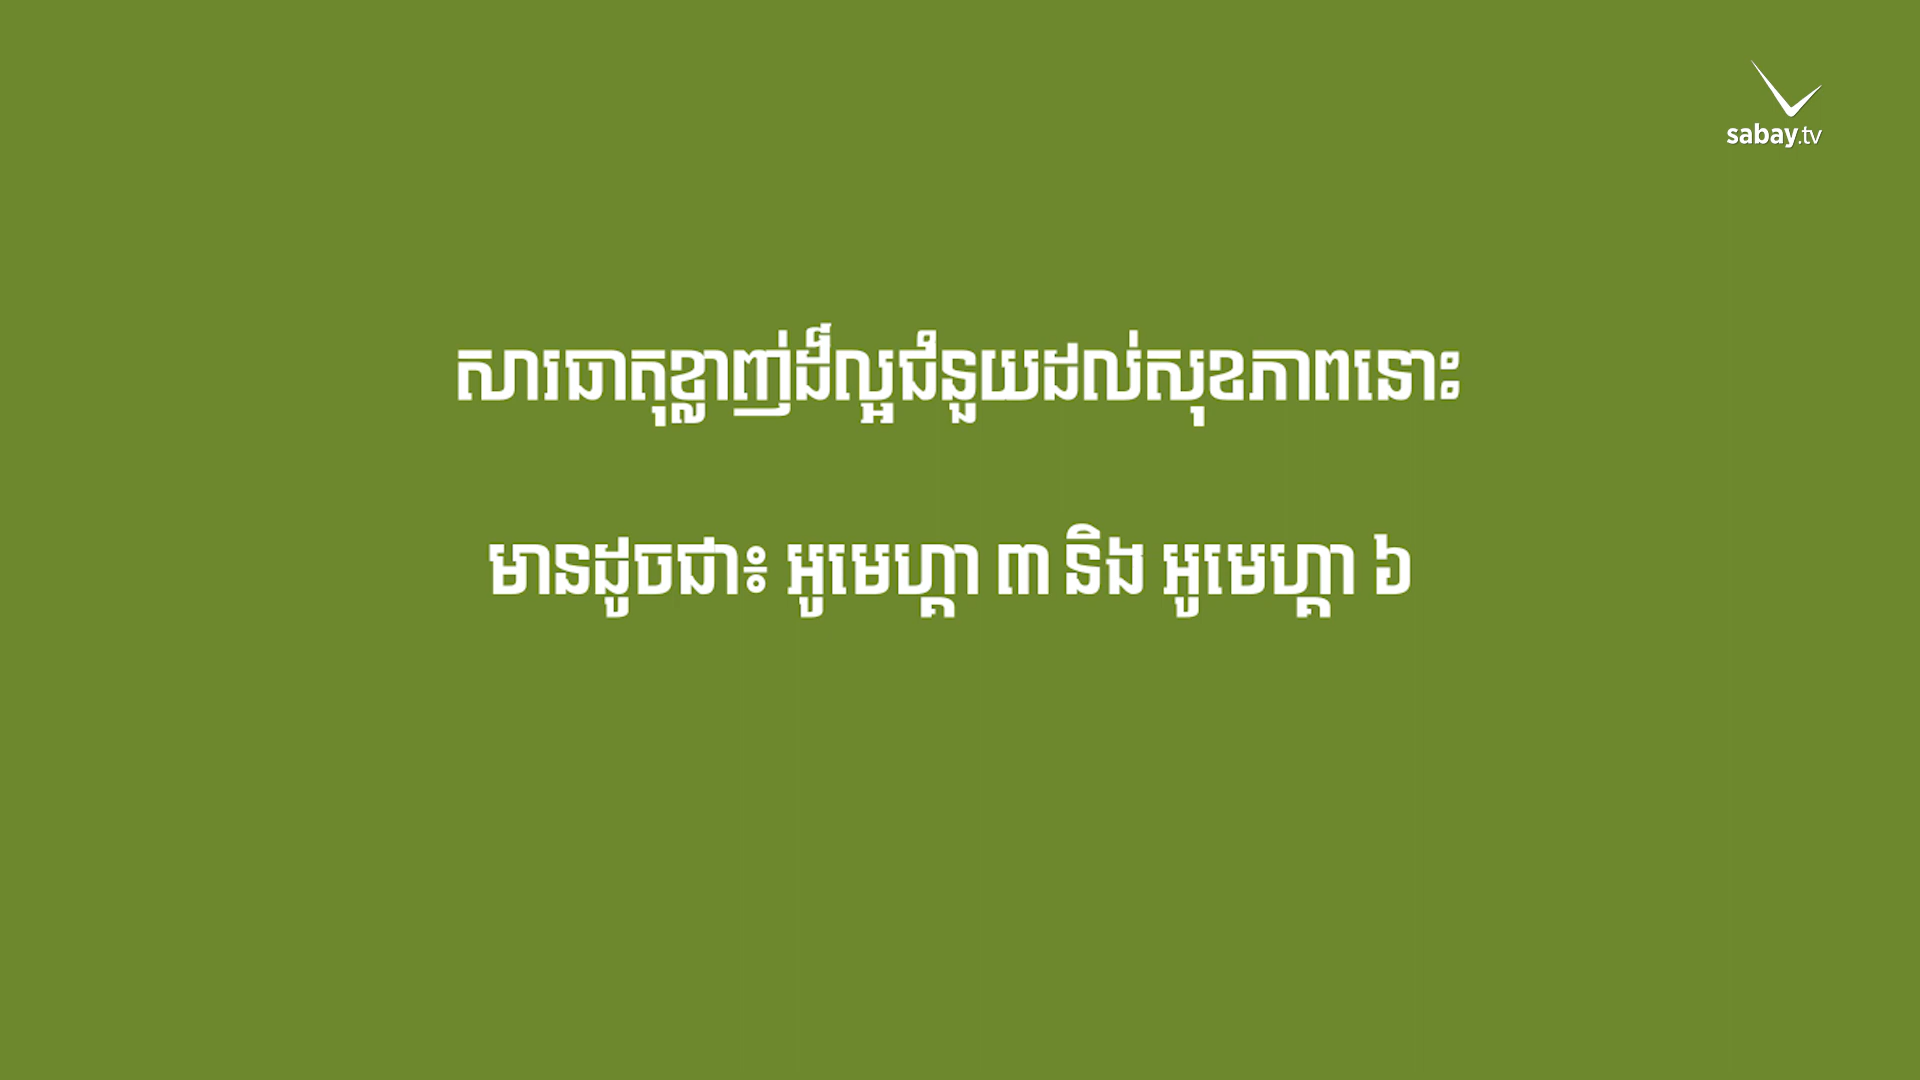 sabay.tv
សារធាតុខ្លាញ់ដ៏ល្អជំនួយដល់សុខភាពនោះ
មានដូចជា៖ អូមេហ្គា ៣ និង អូមេហ្គា ៦